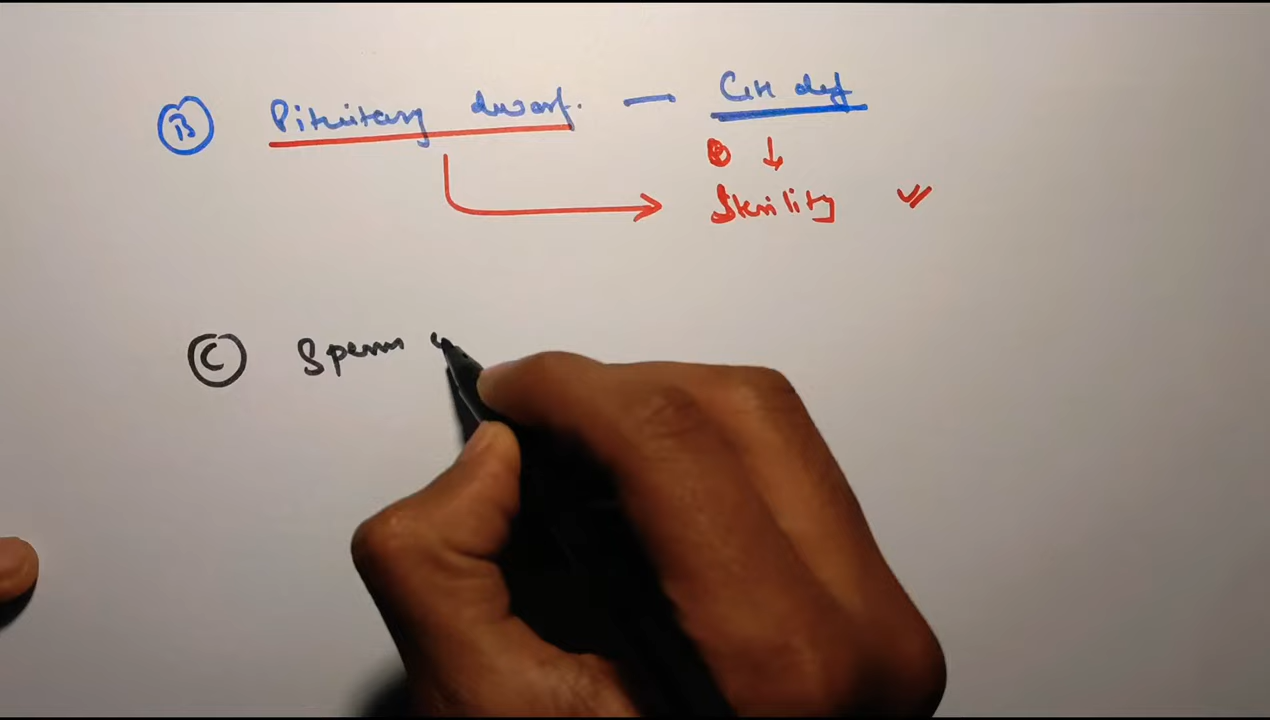 B Pituitary dwarf. — GH def
↓
Sterility
C Sperm